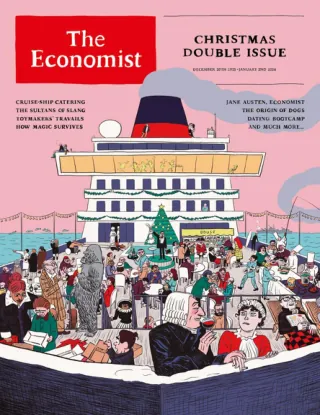 The
Economist
CHRISTMAS
DOUBLE ISSUE
CRUISE-SHIP CATERING
THE SULTANS OF SLANG
TOYMAKERS' TRAVAILS
HOW MAGIC SURVIVES
JANE AUSTEN, ECONOMIST
THE ORIGIN OF DOGS
DATING BOOTCAMP
AND MUCH MORE...